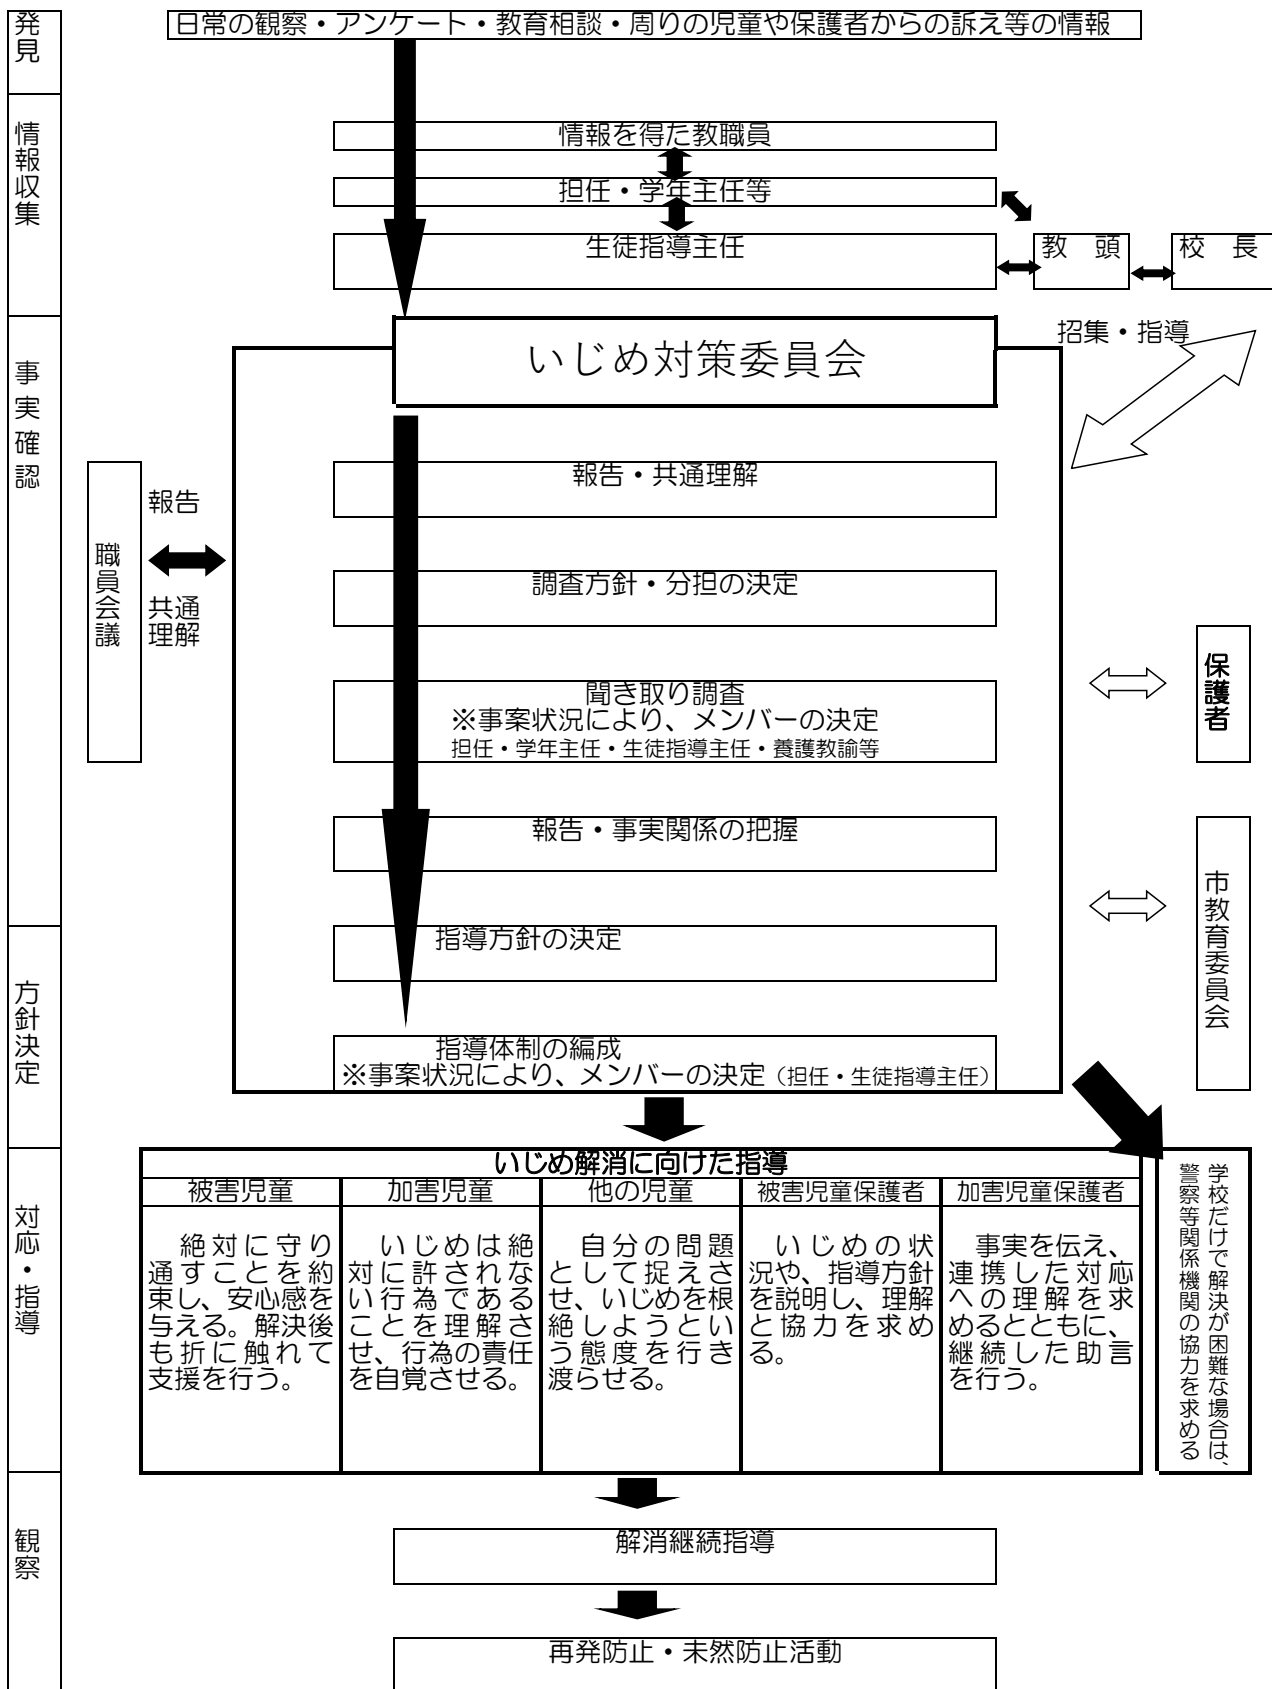 発見
日常の観察・アンケート・教育相談・周りの児童や保護者からの訴え等の情報
情報収集
情報を得た教職員
担任・学年主任等
生徒指導主任
教　頭
校　長
事実確認
いじめ対策委員会
招集・指導
報告・共通理解
職員会議
報告
共通
理解
調査方針・分担の決定
聞き取り調査
※事案状況により、メンバーの決定
担任・学年主任・生徒指導主任・養護教諭等
保護者
報告・事実関係の把握
市教育委員会
方針決定
指導方針の決定
指導体制の編成
※事案状況により、メンバーの決定（担任・生徒指導主任）
対応・指導
いじめ解消に向けた指導
被害児童
絶対に守り
通すことを約
束し、安心感を
与える。解決後
も折に触れて
支援を行う。
加害児童
いじめは絶
対に許されな
い行為である
ことを理解さ
せ、行為の責任
を自覚させる。
他の児童
自分の問題
として捉えさ
せ、いじめを根
絶しようとい
う態度を行き
渡らせる。
被害児童保護者
いじめの状
況や、指導方針
を説明し、理解
と協力を求め
る。
加害児童保護者
事実を伝え、
連携した対応
への理解を求
めるとともに、
継続した助言
を行う。
学校だけで解決が困難な場合は、
警察等関係機関の協力を求める
観察
解消継続指導
再発防止・未然防止活動